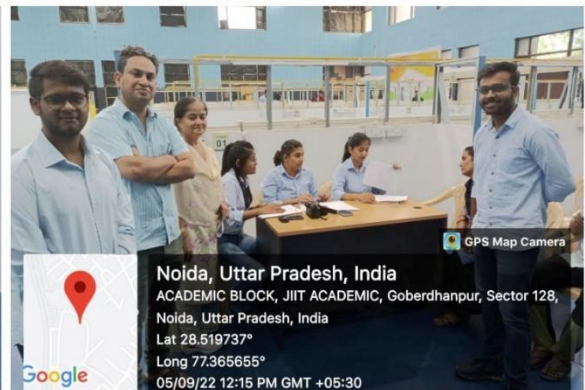 01
GPS Map Camera
Noida, Uttar Pradesh, India
ACADEMIC BLOCK, JIIT ACADEMIC, Goberdhanpur, Sector 128,
Noida, Uttar Pradesh, India
Lat 28.519737°
Long 77.365655°
05/09/22 12:15 PM GMT +05:30
Google